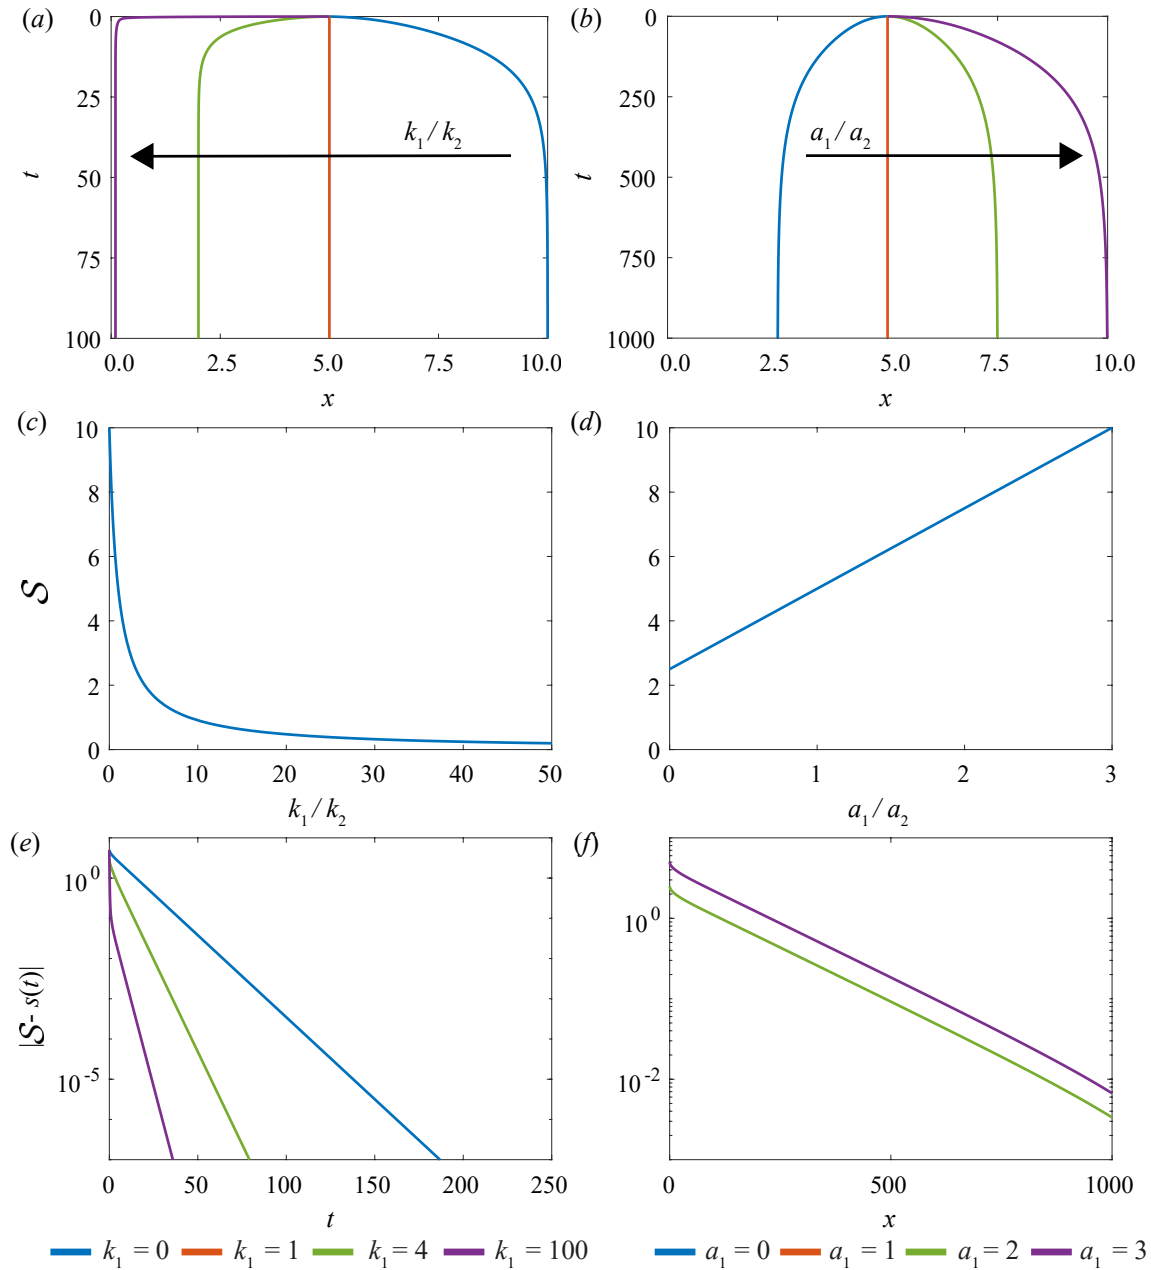 (a)
0
25
50
75
100
t
k1 / k2
0.0 2.5 5.0 7.5 10.0
x
(b)
0
250
500
750
1000
t
a1 / a2
0.0 2.5 5.0 7.5 10.0
x
(c)
10
8
6
4
2
0
S
0 10 20 30 40 50
k1 / k2
(d)
10
8
6
4
2
0
0 1 2 3
a1 / a2
(e)
10^0
10^-5
|S- s(t)|
0 50 100 150 200 250
t
(f)
10^0
10^-2
0 500 1000
x
k1 = 0 k1 = 1 k1 = 4 k1 = 100
a1 = 0 a1 = 1 a1 = 2 a1 = 3